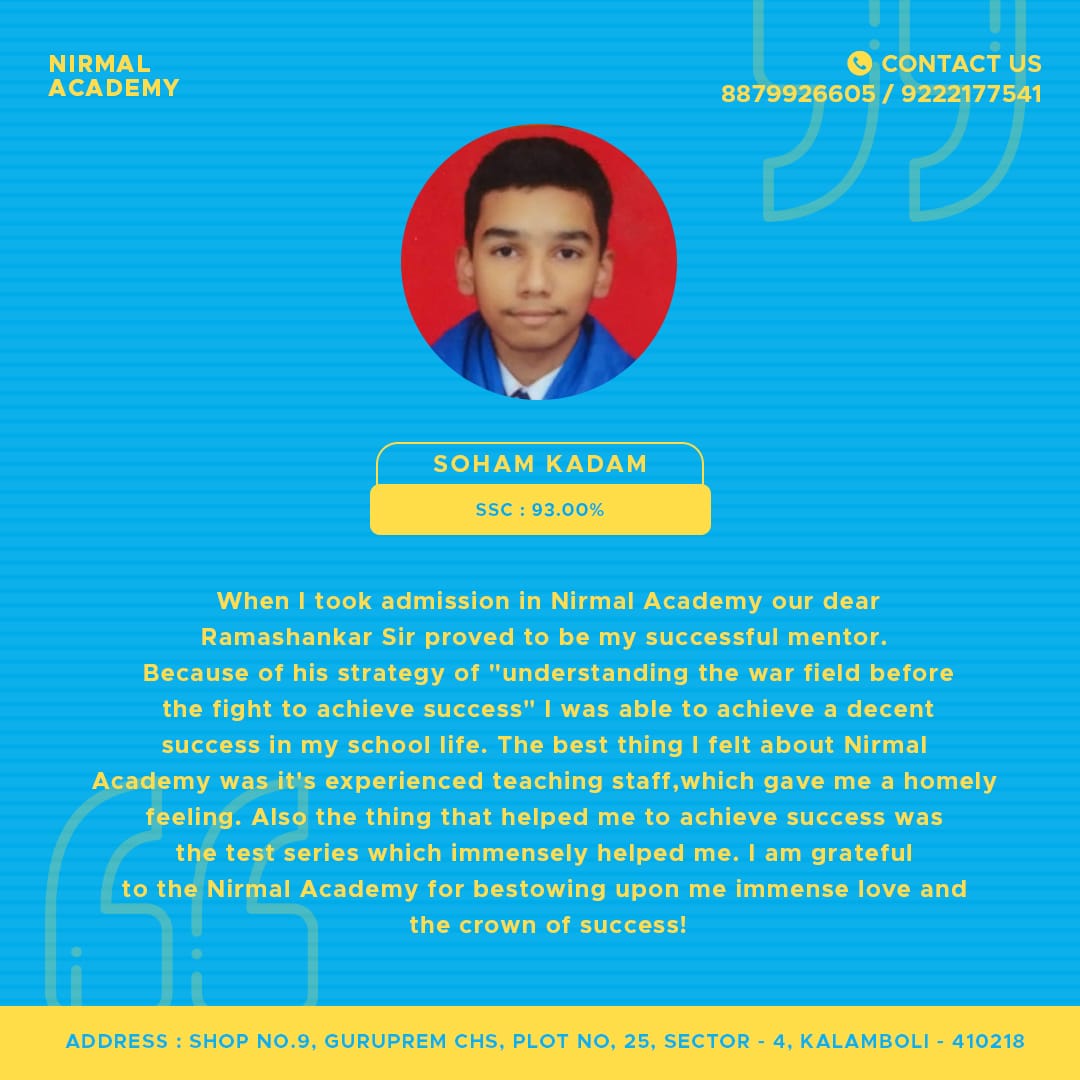 NIRMAL
ACADEMY
CONTACT US
8879926605 / 9222177541
SOHAM KADAM
SSC : 93.00%
When I took admission in Nirmal Academy our dear
Ramashankar Sir proved to be my successful mentor.
Because of his strategy of "understanding the war field before
the fight to achieve success" I was able to achieve a decent
success in my school life. The best thing I felt about Nirmal
Academy was it's experienced teaching staff,which gave me a homely
feeling. Also the thing that helped me to achieve success was
the test series which immensely helped me. I am grateful
to the Nirmal Academy for bestowing upon me immense love and
the crown of success!
ADDRESS : SHOP NO.9, GURUPREM CHS, PLOT NO, 25, SECTOR - 4, KALAMBOLI - 410218